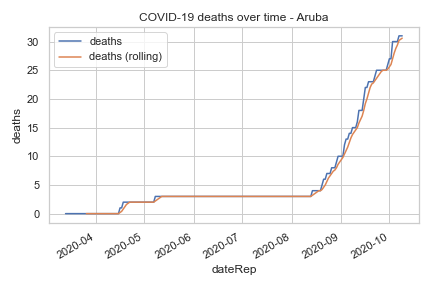 COVID-19 deaths over time - Aruba
deaths
deaths (rolling)
30
25
20
15
10
5
0
deaths
2020-04
2020-05
2020-06
2020-07
2020-08
2020-09
2020-10
dateRep